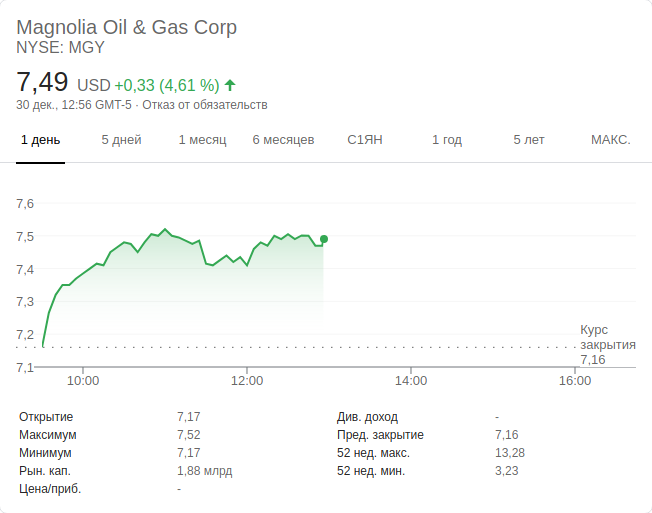 Magnolia Oil & Gas Corp
NYSE: MGY
7,49 USD +0,33 (4,61 %)
30 дек., 12:56 GMT-5 · Отказ от обязательств
1 день 5 дней 1 месяц 6 месяцев С1ЯН 1 год 5 лет МАКС.
7,6
7,5
7,4
7,3
7,2
7,1
Курс
закрытия
7,16
10:00 12:00 14:00 16:00
Открытие 7,17 Див. доход -
Максимум 7,52 Пред. закрытие 7,16
Минимум 7,17 52 нед. макс. 13,28
Рын. кап. 1,88 млрд 52 нед. мин. 3,23
Цена/приб. -